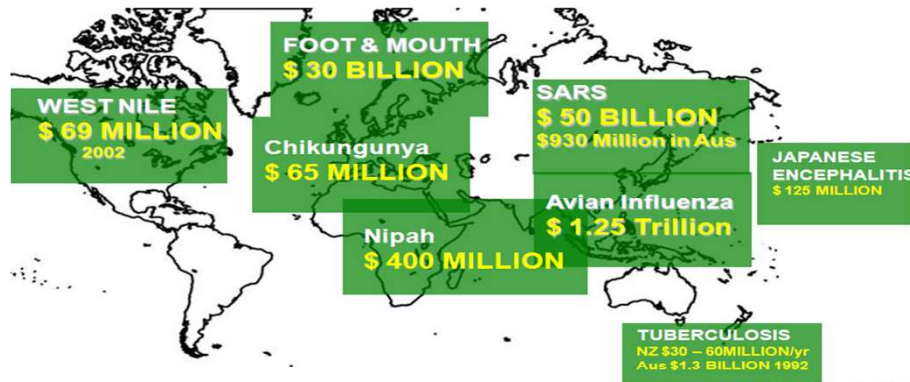 FOOT & MOUTH
$ 30 BILLION
WEST NILE
$ 69 MILLION
2002
SARS
$ 50 BILLION
$930 Million in Aus
Chikungunya
$ 65 MILLION
JAPANESE
ENCEPHALITIS
$ 125 MILLION
Avian Influenza
$ 1.25 Trillion
Nipah
$ 400 MILLION
TUBERCULOSIS
NZ $30 – 60MILLION/yr
Aus $1.3 BILLION 1992